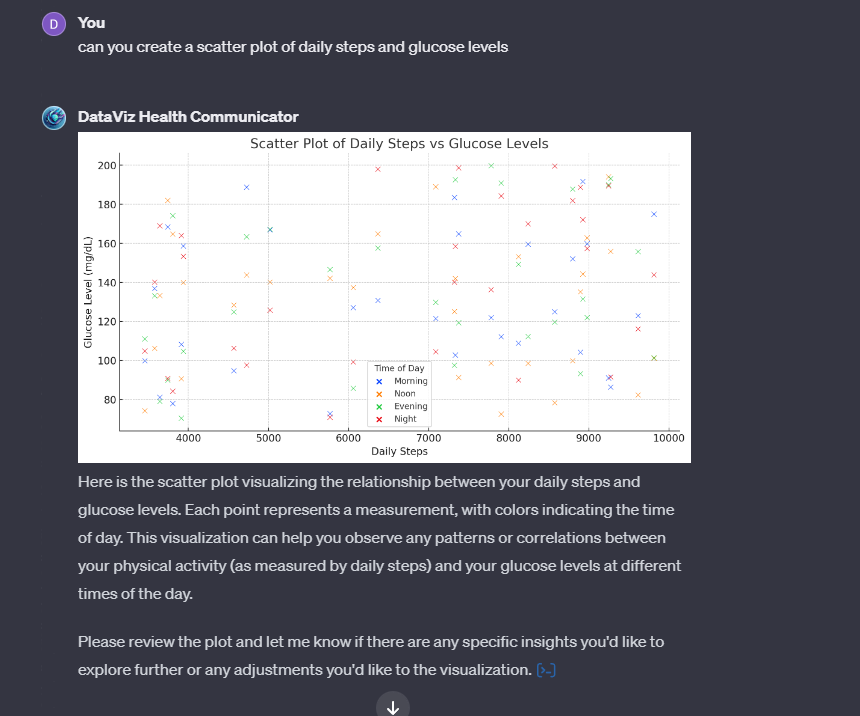 D
You
can you create a scatter plot of daily steps and glucose levels
DataViz Health Communicator
Scatter Plot of Daily Steps vs Glucose Levels
200
180
160
140
120
100
80
Glucose Level (mg/dL)
Time of Day
Morning
Noon
Evening
Night
4000 5000 6000 7000 8000 9000 10000
Daily Steps
Here is the scatter plot visualizing the relationship between your daily steps and
glucose levels. Each point represents a measurement, with colors indicating the time
of day. This visualization can help you observe any patterns or correlations between
your physical activity (as measured by daily steps) and your glucose levels at different
times of the day.
Please review the plot and let me know if there are any specific insights you'd like to
explore further or any adjustments you'd like to the visualization. [>-]